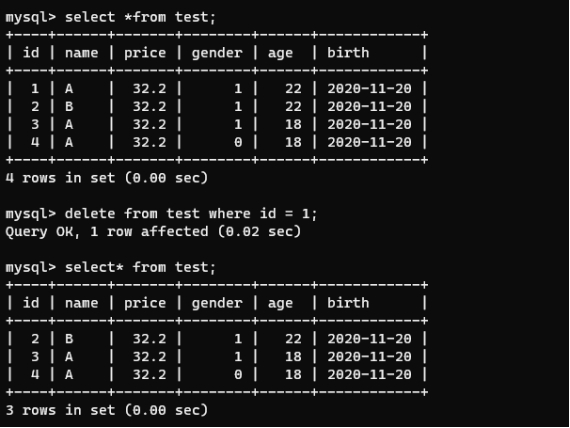 mysql> select *from test;
+----+------+-------+--------+-----+------------+
| id | name | price | gender | age | birth      |
+----+------+-------+--------+-----+------------+
|  1 | A    |  32.2 |      1 |  22 | 2020-11-20 |
|  2 | B    |  32.2 |      1 |  22 | 2020-11-20 |
|  3 | A    |  32.2 |      1 |  18 | 2020-11-20 |
|  4 | A    |  32.2 |      0 |  18 | 2020-11-20 |
+----+------+-------+--------+-----+------------+
4 rows in set (0.00 sec)
mysql> delete from test where id = 1;
Query OK, 1 row affected (0.02 sec)
mysql> select* from test;
+----+------+-------+--------+-----+------------+
| id | name | price | gender | age | birth      |
+----+------+-------+--------+-----+------------+
|  2 | B    |  32.2 |      1 |  22 | 2020-11-20 |
|  3 | A    |  32.2 |      1 |  18 | 2020-11-20 |
|  4 | A    |  32.2 |      0 |  18 | 2020-11-20 |
+----+------+-------+--------+-----+------------+
3 rows in set (0.00 sec)